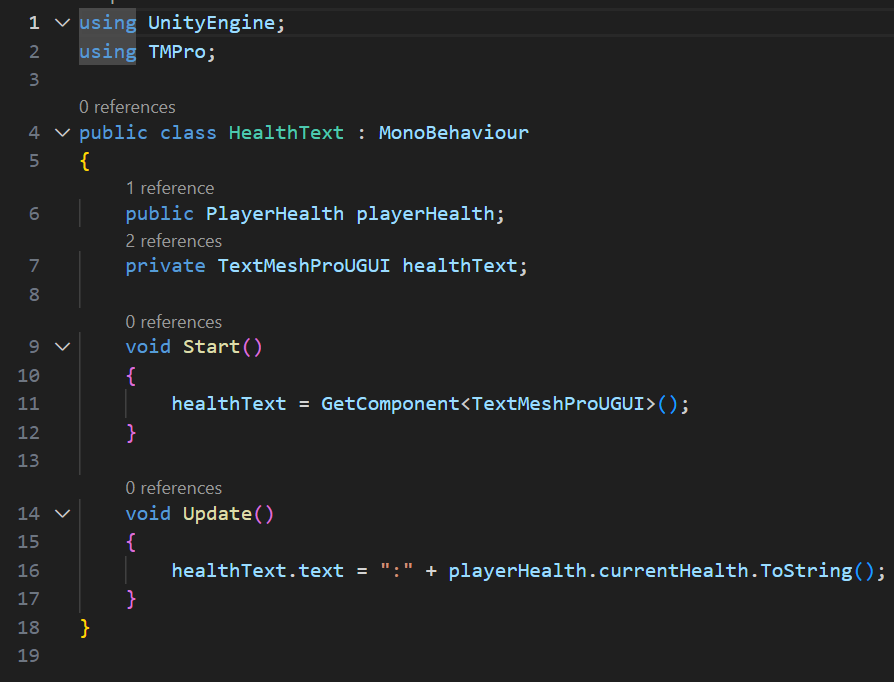 1 using UnityEngine;
2 using TMPro;
3
0 references
4 public class HealthText : MonoBehaviour
5 {
1 reference
6 public PlayerHealth playerHealth;
2 references
7 private TextMeshProUGUI healthText;
8
0 references
9 void Start()
10 {
11 healthText = GetComponent<TextMeshProUGUI>();
12 }
13
0 references
14 void Update()
15 {
16 healthText.text = ":" + playerHealth.currentHealth.ToString();
17 }
18 }
19